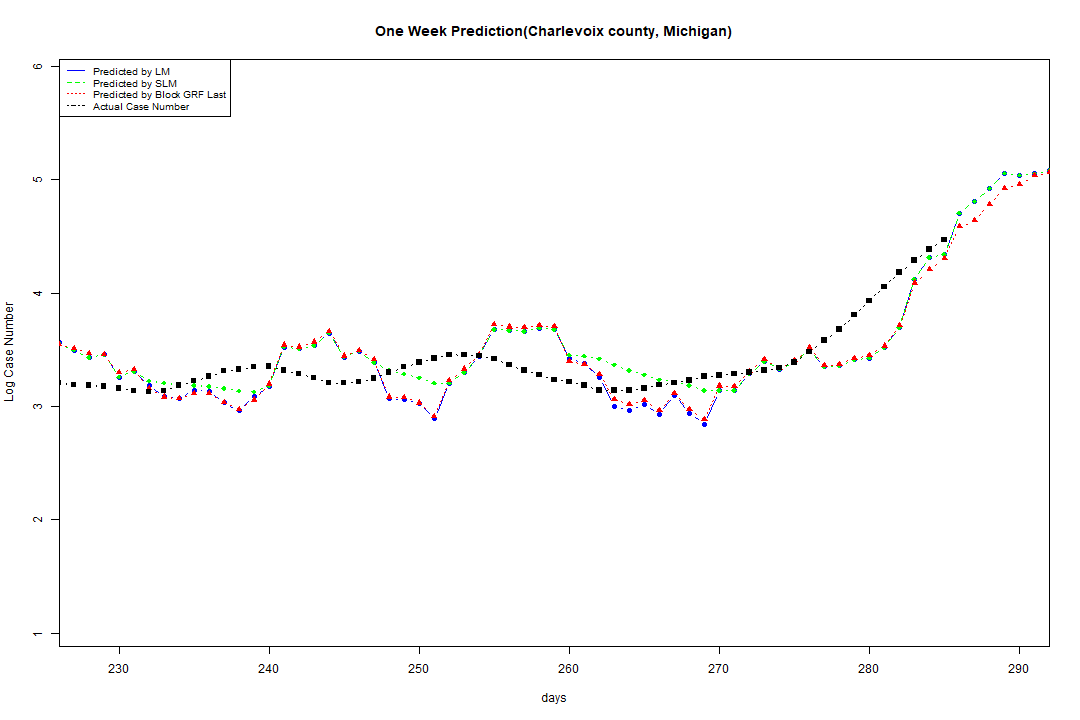 One Week Prediction(Charlevoix county, Michigan)
Predicted by LM
Predicted by SLM
Predicted by Block GRF Last
Actual Case Number
6
5
4
3
2
1
Log Case Number
230 240 250 260 270 280 290
days